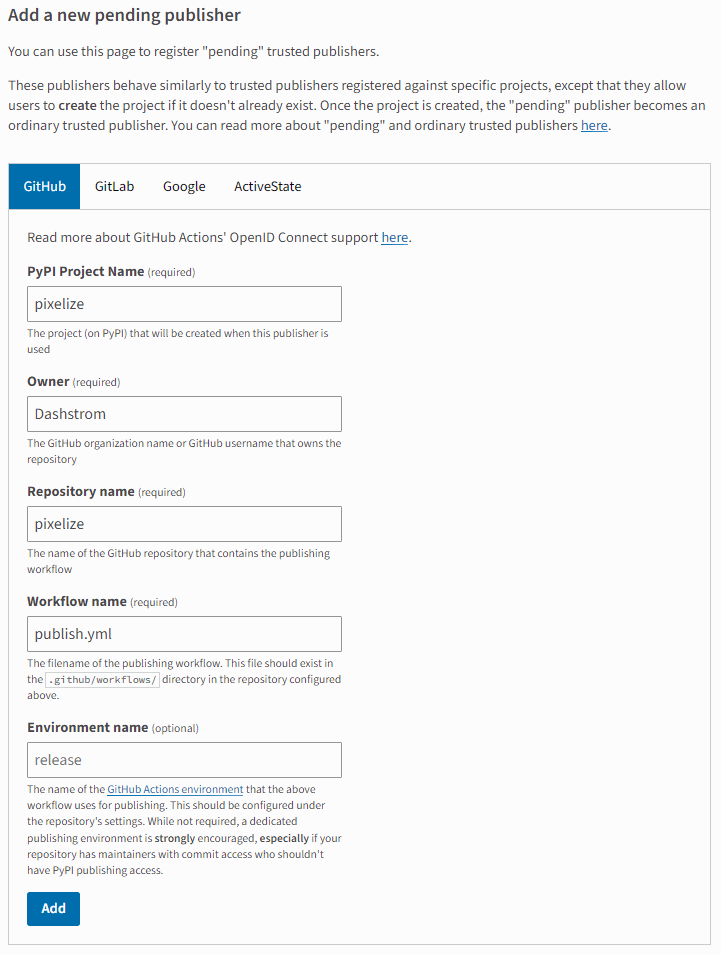 Add a new pending publisher
You can use this page to register "pending" trusted publishers.
These publishers behave similarly to trusted publishers registered against specific projects, except that they allow
users to create the project if it doesn't already exist. Once the project is created, the "pending" publisher becomes an
ordinary trusted publisher. You can read more about "pending" and ordinary trusted publishers here.
GitHub GitLab Google ActiveState
Read more about GitHub Actions' OpenID Connect support here.
PyPI Project Name (required)
pixelize
The project (on PyPI) that will be created when this publisher is
used
Owner (required)
Dashstrom
The GitHub organization name or GitHub username that owns the
repository
Repository name (required)
pixelize
The name of the GitHub repository that contains the publishing
workflow
Workflow name (required)
publish.yml
The filename of the publishing workflow. This file should exist in
the .github/workflows/ directory in the repository configured
above.
Environment name (optional)
release
The name of the GitHub Actions environment that the above
workflow uses for publishing. This should be configured under
the repository's settings. While not required, a dedicated
publishing environment is strongly encouraged, especially if your
repository has maintainers with commit access who shouldn't
have PyPI publishing access.
Add